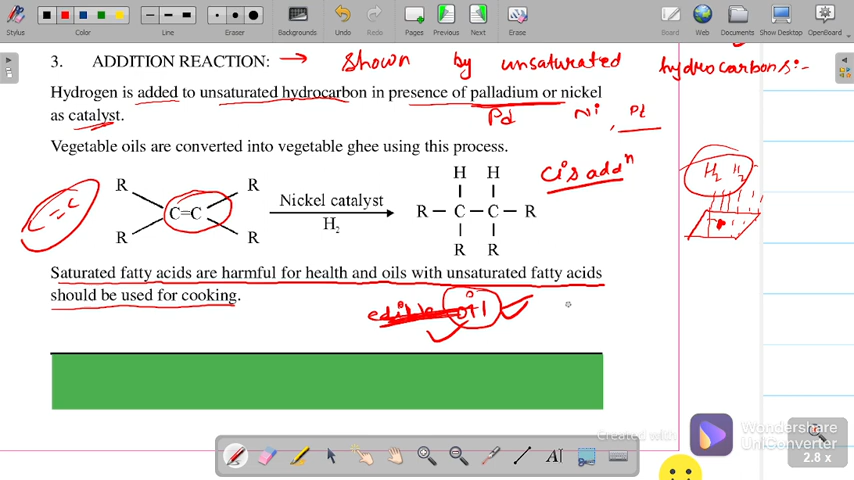 Stylus
Color
Line
Eraser
Backgrounds
Undo
Redo
Pages
Previous
Next
Erase
Board
Web
Documents
Show Desktop
OpenBoard
3. ADDITION REACTION: → shown by unsaturated hydrocarbons:-
Hydrogen is added to unsaturated hydrocarbon in presence of palladium or nickel
as catalyst.
Pd
Ni, Pt
Vegetable oils are converted into vegetable ghee using this process.
cis addⁿ
H₂ H₂
C=C
R R
C=C
R R
Nickel catalyst
H₂
H H
R — C — C — R
R R
Saturated fatty acids are harmful for health and oils with unsaturated fatty acids
should be used for cooking.
edible oil
Created with
Wondershare
UniConverter
2.8 x